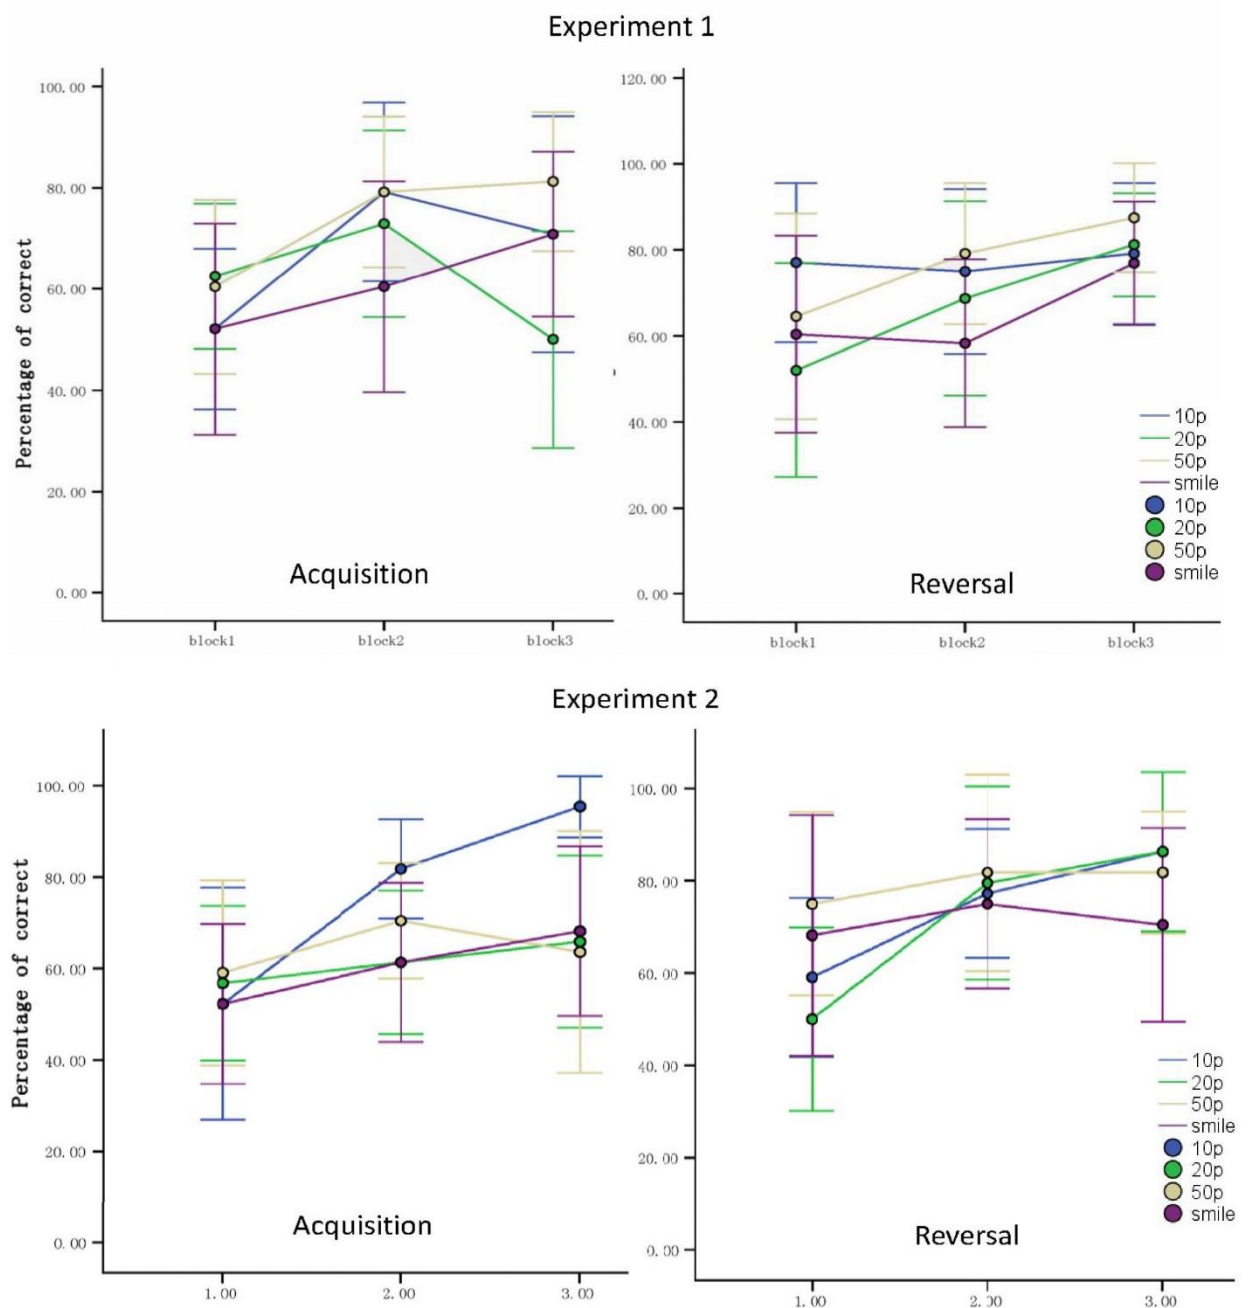 Experiment 1
Percentage of correct
100.00
80.00
60.00
40.00
20.00
0.00
block1
block2
block3
Acquisition
120.00
100.00
80.00
60.00
40.00
20.00
0.00
block1
block2
block3
Reversal
10p
20p
50p
smile
10p
20p
50p
smile
Experiment 2
Percentage of correct
100.00
80.00
60.00
40.00
20.00
0.00
1.00
2.00
3.00
Acquisition
100.00
80.00
60.00
40.00
20.00
0.00
1.00
2.00
3.00
Reversal
10p
20p
50p
smile
10p
20p
50p
smile